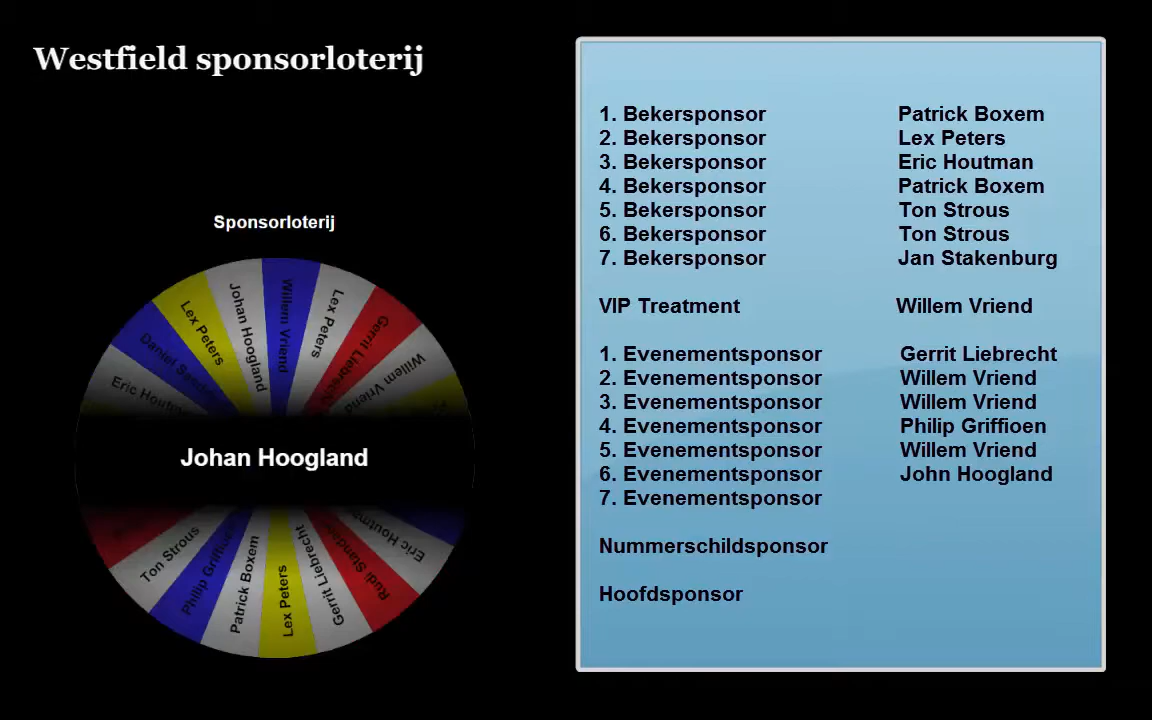 Westfield sponsorloterij
Sponsorloterij
Eric
Daniel
Lex Peters
Johan Hoogland
Willem Vriend
Lex Peters
Gerrit Liebrecht
Willem Vriend
Johan Hoogland
Ton Strous
Philip Griffioen
Patrick Boxem
Lex Peters
Gerrit Liebrecht
Rudi
Eric
1. Bekersponsor Patrick Boxem
2. Bekersponsor Lex Peters
3. Bekersponsor Eric Houtman
4. Bekersponsor Patrick Boxem
5. Bekersponsor Ton Strous
6. Bekersponsor Ton Strous
7. Bekersponsor Jan Stakenburg
VIP Treatment Willem Vriend
1. Evenementsponsor Gerrit Liebrecht
2. Evenementsponsor Willem Vriend
3. Evenementsponsor Willem Vriend
4. Evenementsponsor Philip Griffioen
5. Evenementsponsor Willem Vriend
6. Evenementsponsor John Hoogland
7. Evenementsponsor
Nummerschildsponsor
Hoofdsponsor